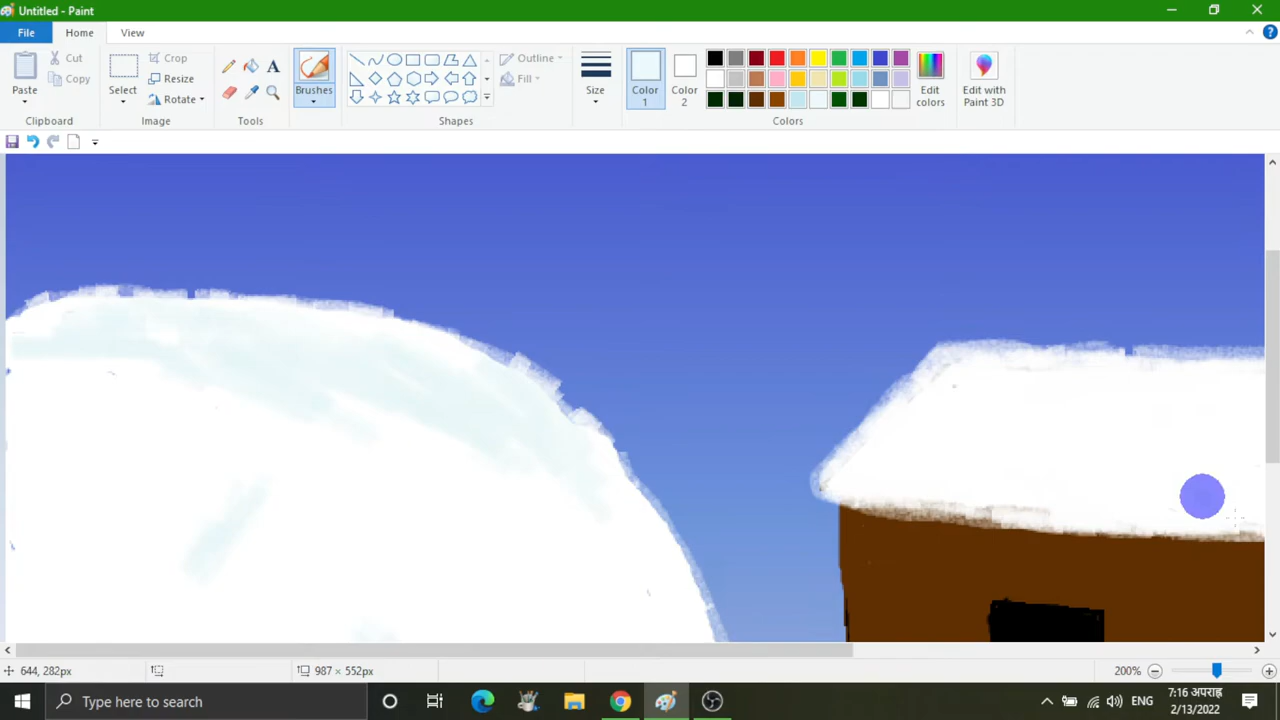 Untitled - Paint
File Home View
Paste
Cut
Copy
Clipboard
Select
Crop
Resize
Rotate
Image
A
Tools
Brushes
Shapes
Outline
Fill
Size
Color 1
Color 2
Colors
Edit colors
Edit with Paint 3D
644, 282px
987 × 552px
200%
Type here to search
ENG
7:16 अपराह्न
2/13/2022